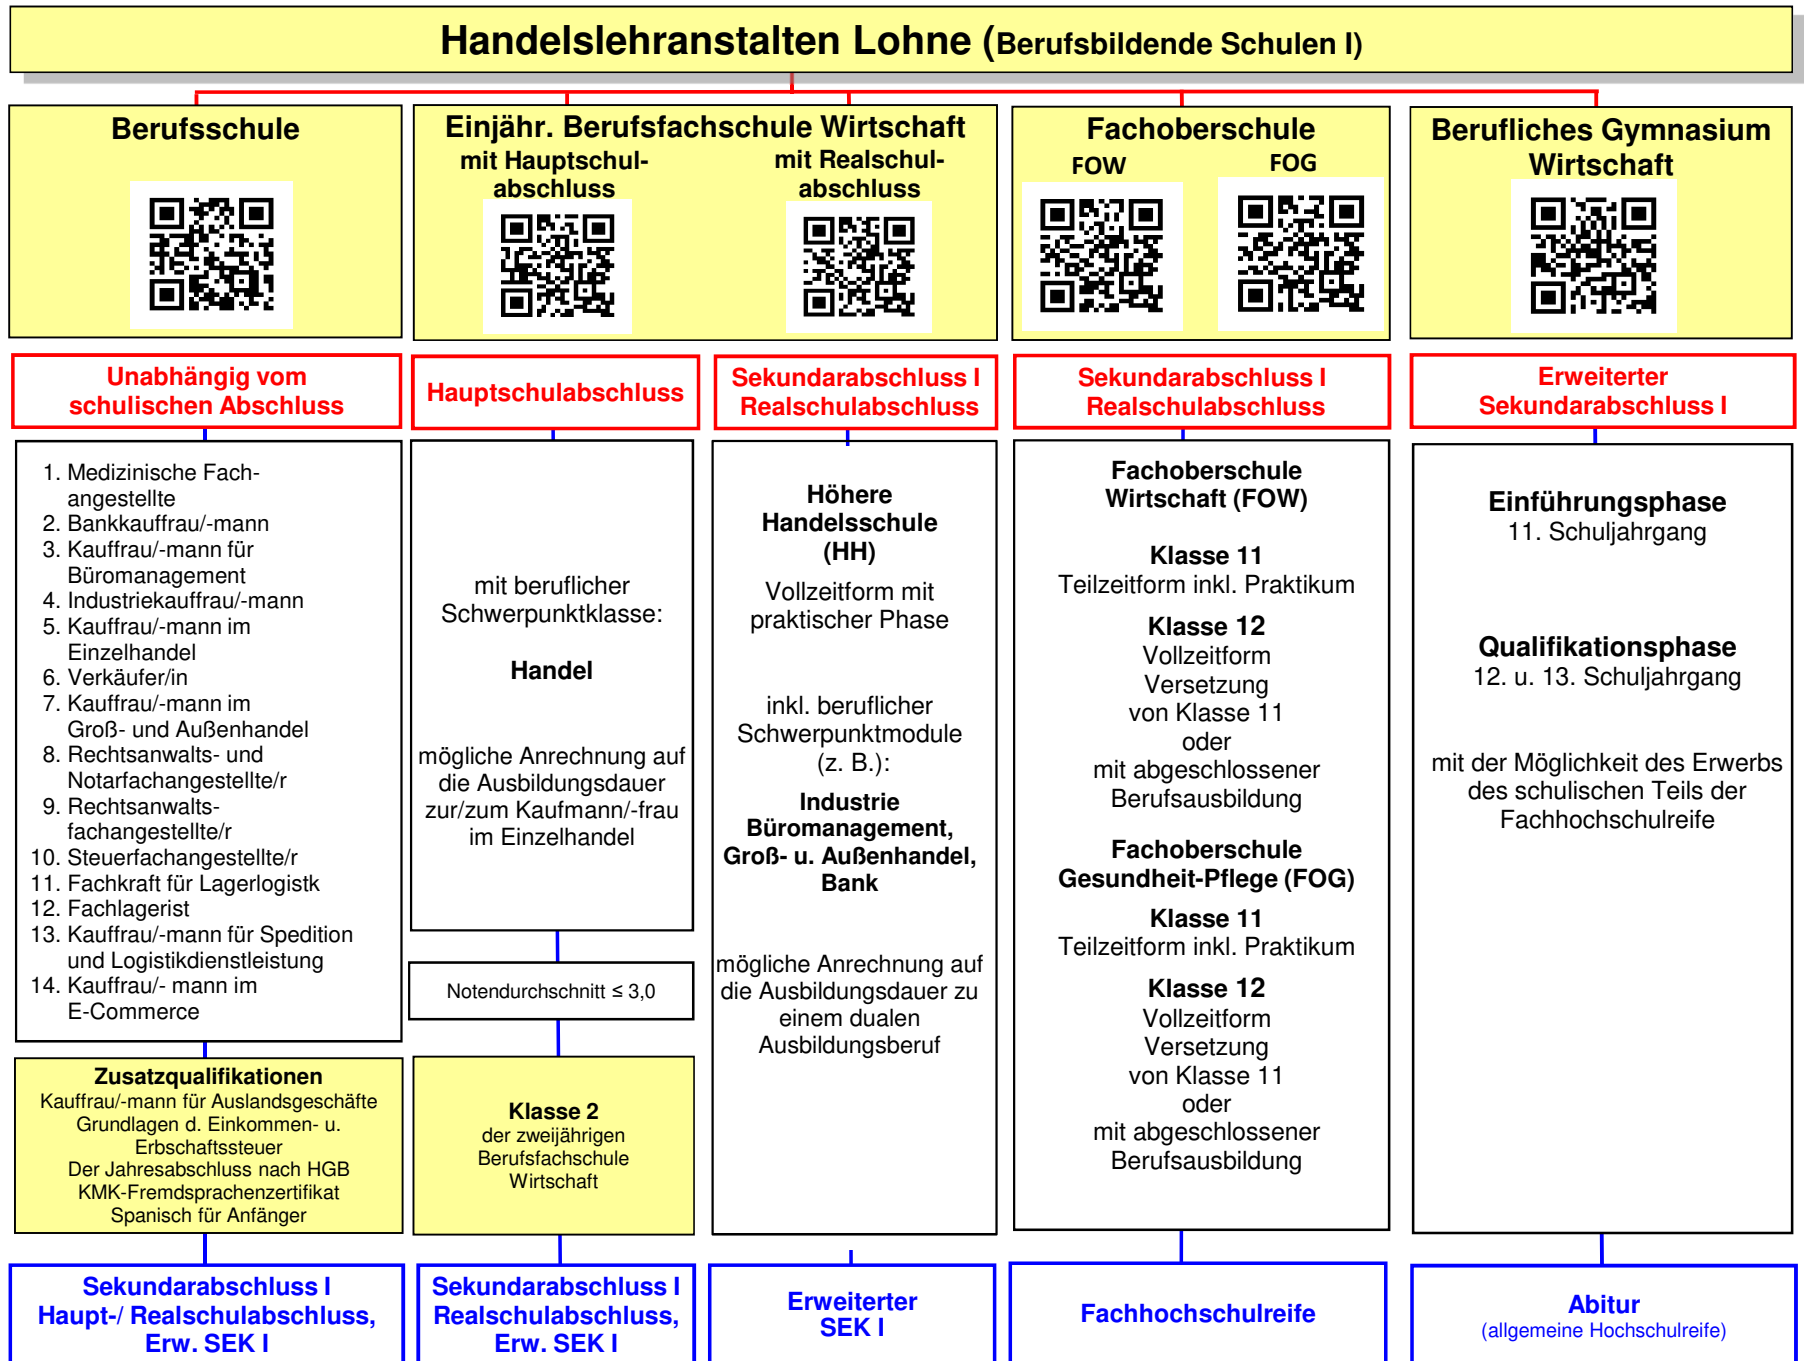 Handelslehranstalten Lohne (Berufsbildende Schulen I)
Berufsschule
Einjähr. Berufsfachschule Wirtschaft
mit Hauptschul-
abschluss
mit Realschul-
abschluss
Fachoberschule
FOW
FOG
Berufliches Gymnasium
Wirtschaft
Unabhängig vom
schulischen Abschluss
Hauptschulabschluss
Sekundarabschluss I
Realschulabschluss
Sekundarabschluss I
Realschulabschluss
Erweiterter
Sekundarabschluss I
1. Medizinische Fach-
angestellte
2. Bankkauffrau/-mann
3. Kauffrau/-mann für
Büromanagement
4. Industriekauffrau/-mann
5. Kauffrau/-mann im
Einzelhandel
6. Verkäufer/in
7. Kauffrau/-mann im
Groß- und Außenhandel
8. Rechtsanwalts- und
Notarfachangestellte/r
9. Rechtsanwalts-
fachangestellte/r
10. Steuerfachangestellte/r
11. Fachkraft für Lagerlogistk
12. Fachlagerist
13. Kauffrau/-mann für Spedition
und Logistikdienstleistung
14. Kauffrau/- mann im
E-Commerce
Zusatzqualifikationen
Kauffrau/-mann für Auslandsgeschäfte
Grundlagen d. Einkommen- u.
Erbschaftssteuer
Der Jahresabschluss nach HGB
KMK-Fremdsprachenzertifikat
Spanisch für Anfänger
Sekundarabschluss I
Haupt-/ Realschulabschluss,
Erw. SEK I
mit beruflicher
Schwerpunktklasse:
Handel
mögliche Anrechnung auf
die Ausbildungsdauer
zur/zum Kaufmann/-frau
im Einzelhandel
Notendurchschnitt ≤ 3,0
Klasse 2
der zweijährigen
Berufsfachschule
Wirtschaft
Sekundarabschluss I
Realschulabschluss,
Erw. SEK I
Höhere
Handelsschule
(HH)
Vollzeitform mit
praktischer Phase
inkl. beruflicher
Schwerpunktmodule
(z. B.):
Industrie
Büromanagement,
Groß- u. Außenhandel,
Bank
mögliche Anrechnung auf
die Ausbildungsdauer zu
einem dualen
Ausbildungsberuf
Erweiterter
SEK I
Fachoberschule
Wirtschaft (FOW)
Klasse 11
Teilzeitform inkl. Praktikum
Klasse 12
Vollzeitform
Versetzung
von Klasse 11
oder
mit abgeschlossener
Berufsausbildung
Fachoberschule
Gesundheit-Pflege (FOG)
Klasse 11
Teilzeitform inkl. Praktikum
Klasse 12
Vollzeitform
Versetzung
von Klasse 11
oder
mit abgeschlossener
Berufsausbildung
Fachhochschulreife
Einführungsphase
11. Schuljahrgang
Qualifikationsphase
12. u. 13. Schuljahrgang
mit der Möglichkeit des Erwerbs
des schulischen Teils der
Fachhochschulreife
Abitur
(allgemeine Hochschulreife)